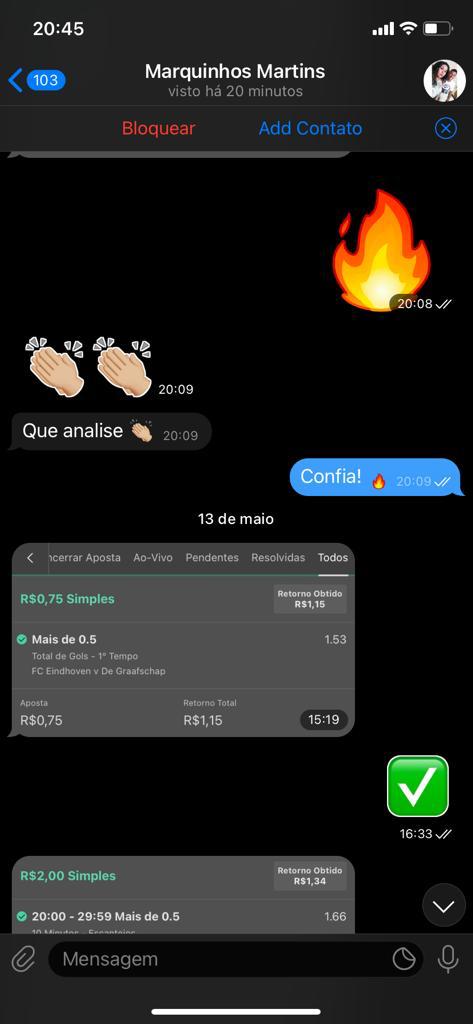 20:45
103
Marquinhos Martins
visto há 20 minutos
Bloquear
Add Contato
20:08
20:09
Que analise 20:09
Confia! 20:09
13 de maio
Aposta Ao-Vivo Pendentes Resolvidas Todos
R$0,75 Simples
Retorno Obtido
R$1,15
Mais de 0.5 1.53
Total de Gols - 1° Tempo
FC Eindhoven v De Graafschap
Aposta Retorno Total
R$0,75 R$1,15
15:19
16:33
R$2,00 Simples
Retorno Obtido
R$1,34
20:00 - 29:59 Mais de 0.5 1.66
10 Minutos - Escanteios
Mensagem